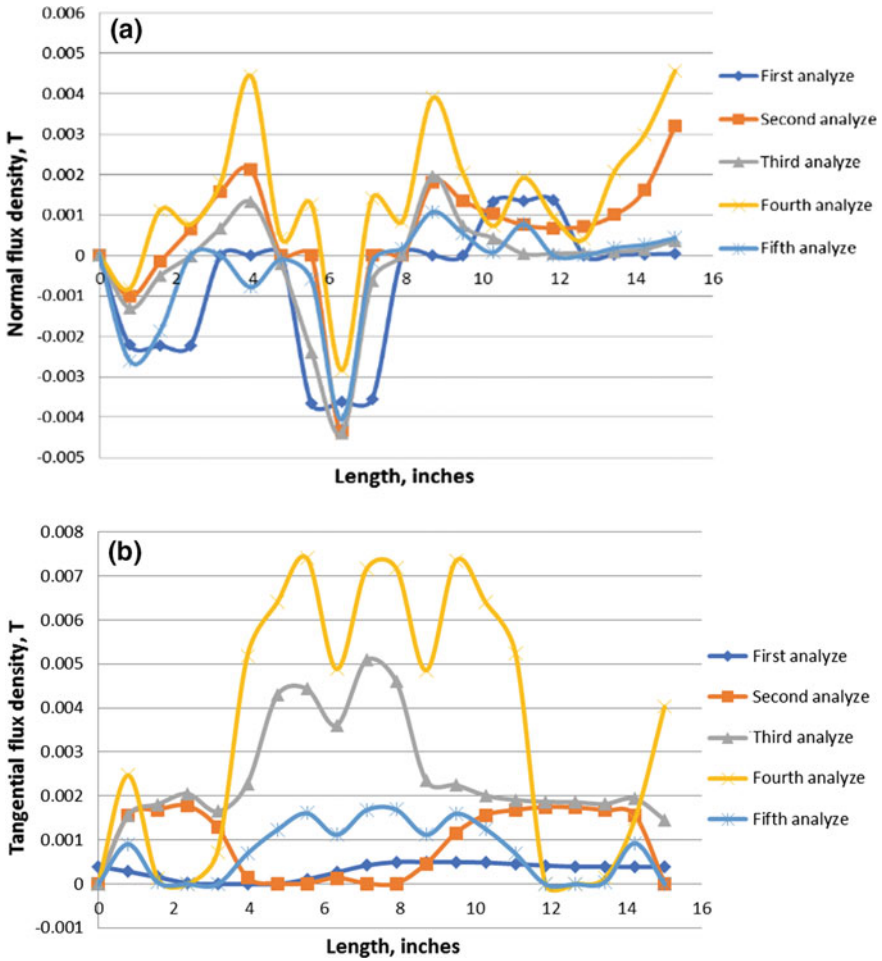 (a)
Normal flux density, T
0.006
0.005
0.004
0.003
0.002
0.001
0
-0.001
-0.002
-0.003
-0.004
-0.005
0 2 4 6 8 10 12 14 16
Length, inches
First analyze
Second analyze
Third analyze
Fourth analyze
Fifth analyze
(b)
Tangential flux density, T
0.008
0.007
0.006
0.005
0.004
0.003
0.002
0.001
0
-0.001
0 2 4 6 8 10 12 14 16
Length, inches
First analyze
Second analyze
Third analyze
Fourth analyze
Fifth analyze